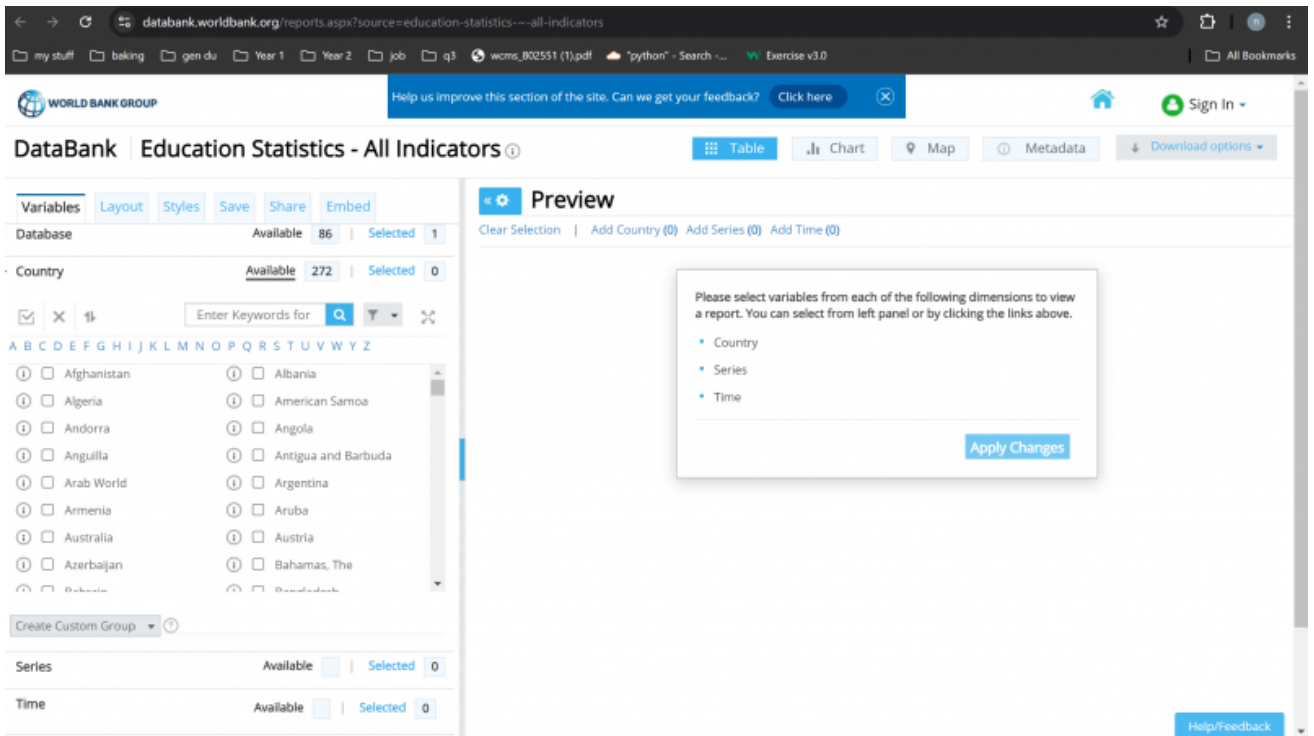 databank.worldbank.org/reports.aspx?source=education-statistics-~-all-indicators
my stuff baking gen du Year 1 Year 2 job q3 wcms_802551 (1).pdf "python" - Search -... Exercise v3.0 All Bookmarks
WORLD BANK GROUP
Help us improve this section of the site. Can we get your feedback? Click here
Sign In
DataBank Education Statistics - All Indicators
Table Chart Map Metadata Download options
Variables Layout Styles Save Share Embed
Database Available 86 | Selected 1
Country Available 272 | Selected 0
Enter Keywords for
A B C D E F G H I J K L M N O P Q R S T U V W Y Z
Afghanistan Albania
Algeria American Samoa
Andorra Angola
Anguilla Antigua and Barbuda
Arab World Argentina
Armenia Aruba
Australia Austria
Azerbaijan Bahamas, The
Bahrain Bangladesh
Create Custom Group
Series Available | Selected 0
Time Available | Selected 0
Preview
Clear Selection | Add Country (0) Add Series (0) Add Time (0)
Please select variables from each of the following dimensions to view
a report. You can select from left panel or by clicking the links above.
Country
Series
Time
Apply Changes
Help/Feedback